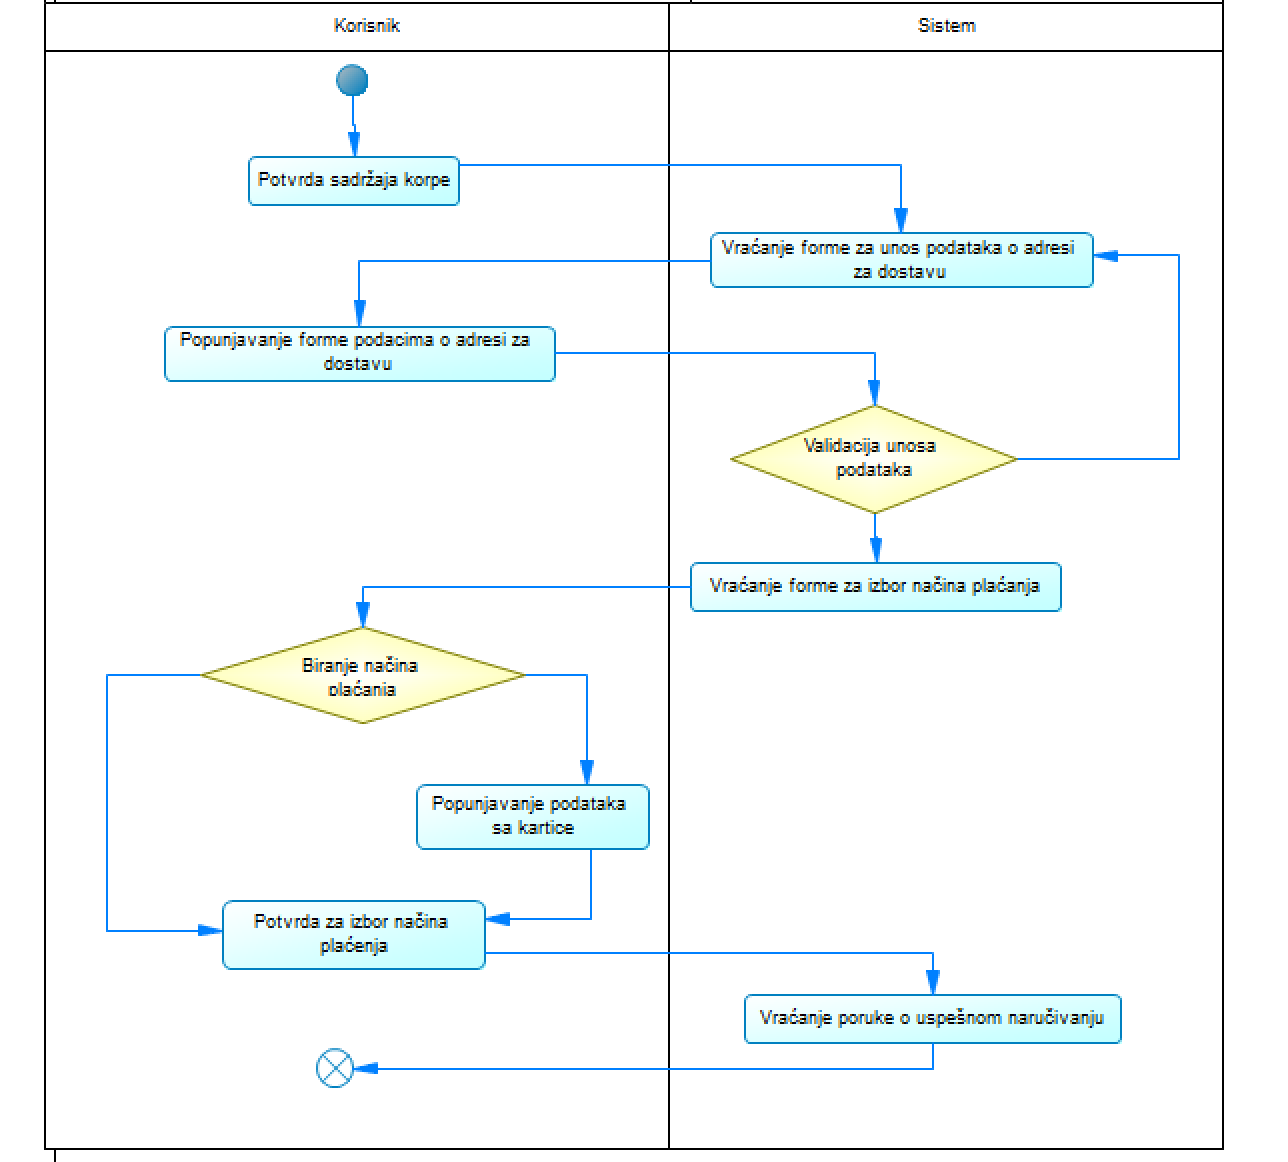 Korisnik
Sistem
Potvrda sadržaja korpe
Vraćanje forme za unos podataka o adresi
za dostavu
Popunjavanje forme podacima o adresi za
dostavu
Validacija unosa
podataka
Vraćanje forme za izbor načina plaćanja
Biranje načina
plaćania
Popunjavanje podataka
sa kartice
Potvrda za izbor načina
plaćenja
Vraćanje poruke o uspešnom naručivanju